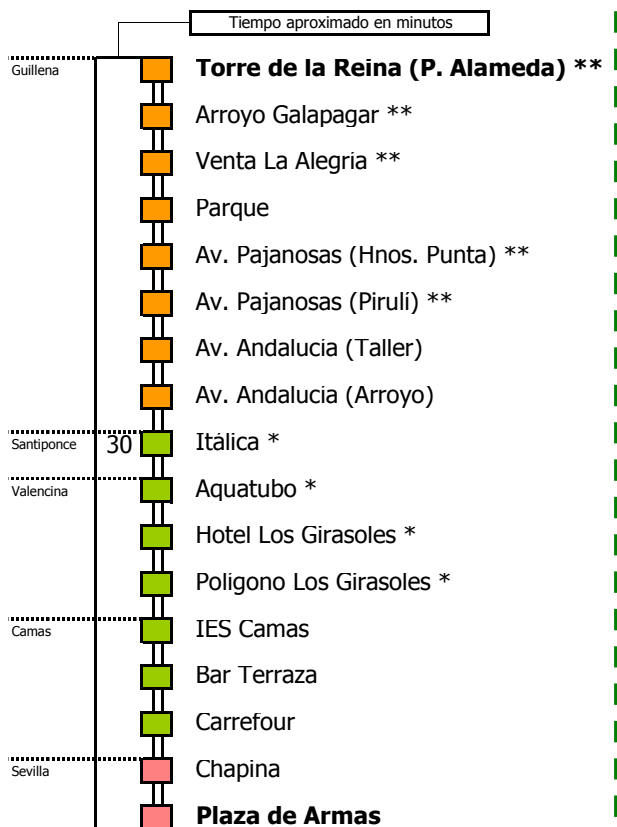 Tiempo aproximado en minutos
Guillena
Torre de la Reina (P. Alameda) **
Arroyo Galapagar **
Venta La Alegria **
Parque
Av. Pajanosas (Hnos. Punta) **
Av. Pajanosas (Pirulí) **
Av. Andalucia (Taller)
Av. Andalucia (Arroyo)
Santiponce 30 Itálica *
Valencina Aquatubo *
Hotel Los Girasoles *
Poligono Los Girasoles *
Camas IES Camas
Bar Terraza
Carrefour
Sevilla Chapina
Plaza de Armas